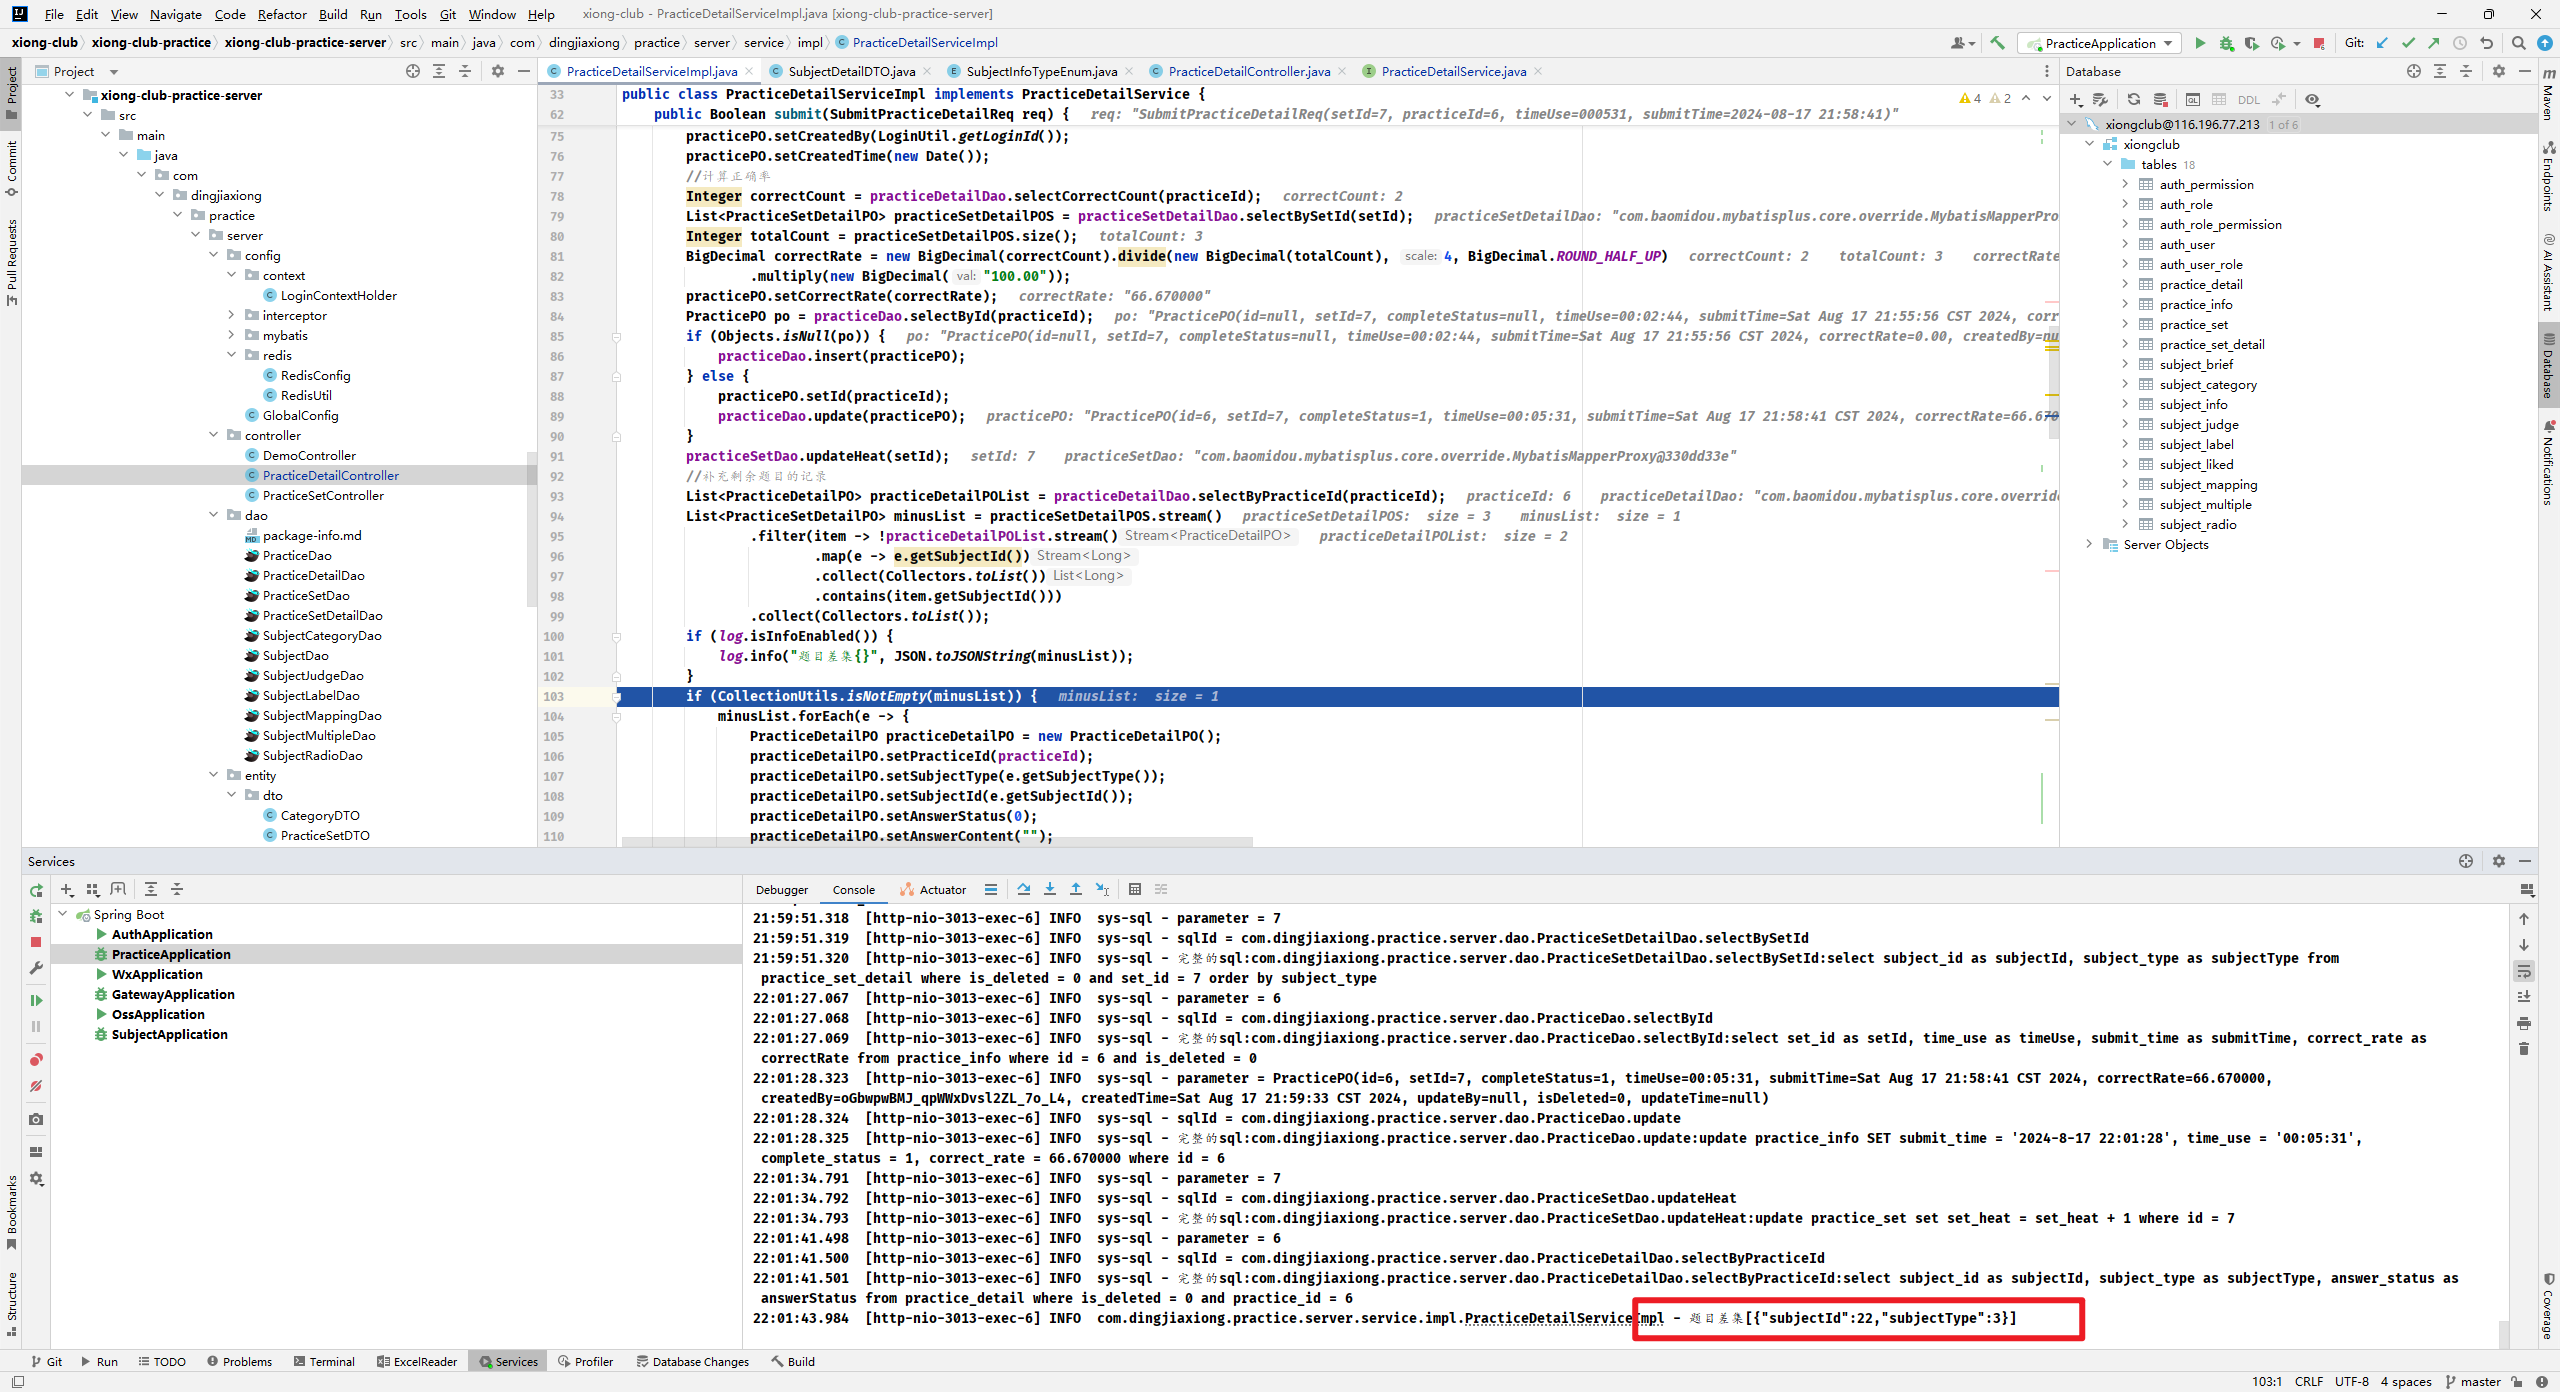 File Edit View Navigate Code Refactor Build Run Tools Git Window Help xiong-club - PracticeDetailServiceImpl.java [xiong-club-practice-server]
xiong-club xiong-club-practice xiong-club-practice-server src main java com dingjiaxiong practice server service impl PracticeDetailServiceImpl
PracticeApplication Git:
Project
PracticeDetailServiceImpl.java SubjectDetailDTO.java SubjectInfoTypeEnum.java PracticeDetailController.java PracticeDetailService.java
Database
Project
Commit
Pull Requests
Bookmarks
Structure
xiong-club-practice-server
src
main
java
com
dingjiaxiong
practice
server
config
context
LoginContextHolder
interceptor
mybatis
redis
RedisConfig
RedisUtil
GlobalConfig
controller
DemoController
PracticeDetailController
PracticeSetController
dao
package-info.md
PracticeDao
PracticeDetailDao
PracticeSetDao
PracticeSetDetailDao
SubjectCategoryDao
SubjectDao
SubjectJudgeDao
SubjectLabelDao
SubjectMappingDao
SubjectMultipleDao
SubjectRadioDao
entity
dto
CategoryDTO
PracticeSetDTO
4 2
33 public class PracticeDetailServiceImpl implements PracticeDetailService {
62 public Boolean submit(SubmitPracticeDetailReq req) { req: "SubmitPracticeDetailReq(setId=7, practiceId=6, timeUse=000531, submitTime=2024-08-17 21:58:41)"
75 practicePO.setCreatedBy(LoginUtil.getLoginId());
76 practicePO.setCreatedTime(new Date());
77 //计算正确率
78 Integer correctCount = practiceDetailDao.selectCorrectCount(practiceId); correctCount: 2
79 List<PracticeSetDetailPO> practiceSetDetailPOS = practiceSetDetailDao.selectBySetId(setId); practiceSetDetailDao: "com.baomidou.mybatisplus.core.override.MybatisMapperPro
80 Integer totalCount = practiceSetDetailPOS.size(); totalCount: 3
81 BigDecimal correctRate = new BigDecimal(correctCount).divide(new BigDecimal(totalCount), scale: 4, BigDecimal.ROUND_HALF_UP) correctCount: 2 totalCount: 3 correctRate
82 .multiply(new BigDecimal( val: "100.00"));
83 practicePO.setCorrectRate(correctRate); correctRate: "66.670000"
84 PracticePO po = practiceDao.selectById(practiceId); po: "PracticePO(id=null, setId=7, completeStatus=null, timeUse=00:02:44, submitTime=Sat Aug 17 21:55:56 CST 2024, corr
85 if (Objects.isNull(po)) { po: "PracticePO(id=null, setId=7, completeStatus=null, timeUse=00:02:44, submitTime=Sat Aug 17 21:55:56 CST 2024, correctRate=0.00, createdBy=nu
86 practiceDao.insert(practicePO);
87 } else {
88 practicePO.setId(practiceId);
89 practiceDao.update(practicePO); practicePO: "PracticePO(id=6, setId=7, completeStatus=1, timeUse=00:05:31, submitTime=Sat Aug 17 21:58:41 CST 2024, correctRate=66.670
90 }
91 practiceSetDao.updateHeat(setId); setId: 7 practiceSetDao: "com.baomidou.mybatisplus.core.override.MybatisMapperProxy@330dd33e"
92 //补充剩余题目的记录
93 List<PracticeDetailPO> practiceDetailPOList = practiceDetailDao.selectByPracticeId(practiceId); practiceId: 6 practiceDetailDao: "com.baomidou.mybatisplus.core.overrid
94 List<PracticeSetDetailPO> minusList = practiceSetDetailPOS.stream() practiceSetDetailPOS: size = 3 minusList: size = 1
95 .filter(item -> !practiceDetailPOList.stream() Stream<PracticeDetailPO> practiceDetailPOList: size = 2
96 .map(e -> e.getSubjectId()) Stream<Long>
97 .collect(Collectors.toList()) List<Long>
98 .contains(item.getSubjectId()))
99 .collect(Collectors.toList());
100 if (log.isInfoEnabled()) {
101 log.info("题目差集{}", JSON.toJSONString(minusList));
102 }
103 if (CollectionUtils.isNotEmpty(minusList)) { minusList: size = 1
104 minusList.forEach(e -> {
105 PracticeDetailPO practiceDetailPO = new PracticeDetailPO();
106 practiceDetailPO.setPracticeId(practiceId);
107 practiceDetailPO.setSubjectType(e.getSubjectType());
108 practiceDetailPO.setSubjectId(e.getSubjectId());
109 practiceDetailPO.setAnswerStatus(0);
110 practiceDetailPO.setAnswerContent("");
DDL
xiongclub@116.196.77.213 1 of 6
xiongclub
tables 18
auth_permission
auth_role
auth_role_permission
auth_user
auth_user_role
practice_detail
practice_info
practice_set
practice_set_detail
subject_brief
subject_category
subject_info
subject_judge
subject_label
subject_liked
subject_mapping
subject_multiple
subject_radio
Server Objects
Maven
Endpoints
AI Assistant
Database
Notifications
Coverage
Services
Spring Boot
AuthApplication
PracticeApplication
WxApplication
GatewayApplication
OssApplication
SubjectApplication
Debugger Console Actuator
21:59:51.318 [http-nio-3013-exec-6] INFO sys-sql - parameter = 7
21:59:51.319 [http-nio-3013-exec-6] INFO sys-sql - sqlId = com.dingjiaxiong.practice.server.dao.PracticeSetDetailDao.selectBySetId
21:59:51.320 [http-nio-3013-exec-6] INFO sys-sql - 完整的sql:com.dingjiaxiong.practice.server.dao.PracticeSetDetailDao.selectBySetId:select subject_id as subjectId, subject_type as subjectType from
practice_set_detail where is_deleted = 0 and set_id = 7 order by subject_type
22:01:27.067 [http-nio-3013-exec-6] INFO sys-sql - parameter = 6
22:01:27.068 [http-nio-3013-exec-6] INFO sys-sql - sqlId = com.dingjiaxiong.practice.server.dao.PracticeDao.selectById
22:01:27.069 [http-nio-3013-exec-6] INFO sys-sql - 完整的sql:com.dingjiaxiong.practice.server.dao.PracticeDao.selectById:select set_id as setId, time_use as timeUse, submit_time as submitTime, correct_rate as
correctRate from practice_info where id = 6 and is_deleted = 0
22:01:28.323 [http-nio-3013-exec-6] INFO sys-sql - parameter = PracticePO(id=6, setId=7, completeStatus=1, timeUse=00:05:31, submitTime=Sat Aug 17 21:58:41 CST 2024, correctRate=66.670000,
createdBy=oGbwpwBMJ_qpWWxDvsl2ZL_7o_L4, createdTime=Sat Aug 17 21:59:33 CST 2024, updateBy=null, isDeleted=0, updateTime=null)
22:01:28.324 [http-nio-3013-exec-6] INFO sys-sql - sqlId = com.dingjiaxiong.practice.server.dao.PracticeDao.update
22:01:28.325 [http-nio-3013-exec-6] INFO sys-sql - 完整的sql:com.dingjiaxiong.practice.server.dao.PracticeDao.update:update practice_info SET submit_time = '2024-8-17 22:01:28', time_use = '00:05:31',
complete_status = 1, correct_rate = 66.670000 where id = 6
22:01:34.791 [http-nio-3013-exec-6] INFO sys-sql - parameter = 7
22:01:34.792 [http-nio-3013-exec-6] INFO sys-sql - sqlId = com.dingjiaxiong.practice.server.dao.PracticeSetDao.updateHeat
22:01:34.793 [http-nio-3013-exec-6] INFO sys-sql - 完整的sql:com.dingjiaxiong.practice.server.dao.PracticeSetDao.updateHeat:update practice_set set set_heat = set_heat + 1 where id = 7
22:01:41.498 [http-nio-3013-exec-6] INFO sys-sql - parameter = 6
22:01:41.500 [http-nio-3013-exec-6] INFO sys-sql - sqlId = com.dingjiaxiong.practice.server.dao.PracticeDetailDao.selectByPracticeId
22:01:41.501 [http-nio-3013-exec-6] INFO sys-sql - 完整的sql:com.dingjiaxiong.practice.server.dao.PracticeDetailDao.selectByPracticeId:select subject_id as subjectId, subject_type as subjectType, answer_status as
answerStatus from practice_detail where is_deleted = 0 and practice_id = 6
22:01:43.984 [http-nio-3013-exec-6] INFO com.dingjiaxiong.practice.server.service.impl.PracticeDetailServiceImpl - 题目差集[{"subjectId":22,"subjectType":3}]
Git Run TODO Problems Terminal ExcelReader Services Profiler Database Changes Build
103:1 CRLF UTF-8 4 spaces master